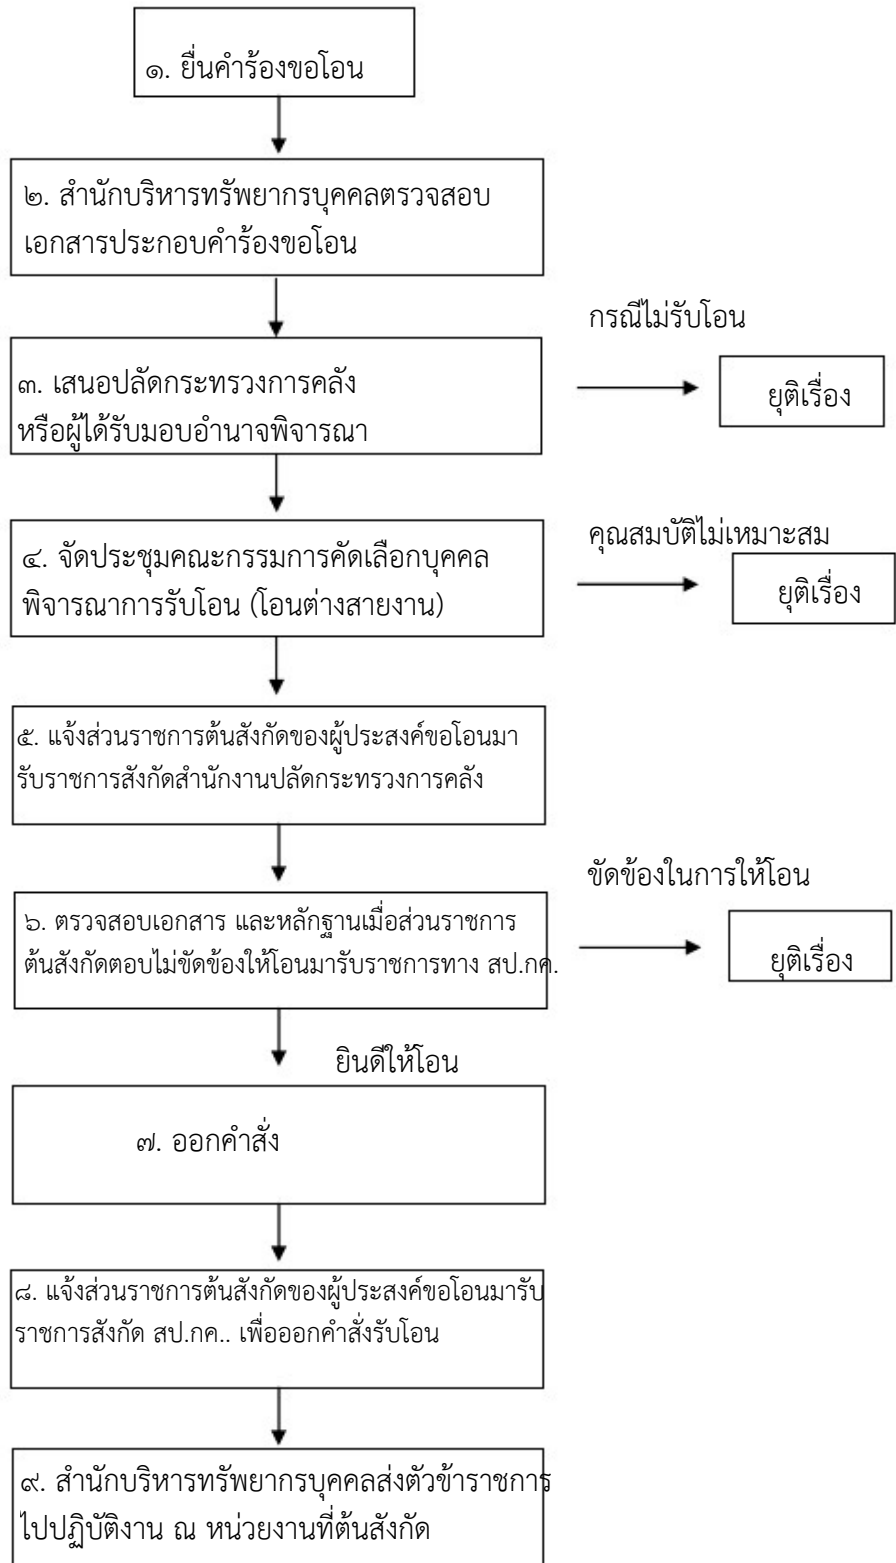 ๑. ยื่นคำร้องขอโอน
๒. สำนักบริหารทรัพยากรบุคคลตรวจสอบ
เอกสารประกอบคำร้องขอโอน
กรณีไม่รับโอน
๓. เสนอปลัดกระทรวงการคลัง
หรือผู้ได้รับมอบอำนาจพิจารณา
ยุติเรื่อง
คุณสมบัติไม่เหมาะสม
๔. จัดประชุมคณะกรรมการคัดเลือกบุคคล
พิจารณาการรับโอน (โอนต่างสายงาน)
ยุติเรื่อง
๕. แจ้งส่วนราชการต้นสังกัดของผู้ประสงค์ขอโอนมา
รับราชการสังกัดสำนักงานปลัดกระทรวงการคลัง
ขัดข้องในการให้โอน
๖. ตรวจสอบเอกสาร และหลักฐานเมื่อส่วนราชการ
ต้นสังกัดตอบไม่ขัดข้องให้โอนมารับราชการทาง สป.กค.
ยุติเรื่อง
ยินดีให้โอน
๗. ออกคำสั่ง
๘. แจ้งส่วนราชการต้นสังกัดของผู้ประสงค์ขอโอนมารับ
ราชการสังกัด สป.กค.. เพื่อออกคำสั่งรับโอน
๙. สำนักบริหารทรัพยากรบุคคลส่งตัวข้าราชการ
ไปปฏิบัติงาน ณ หน่วยงานที่ต้นสังกัด